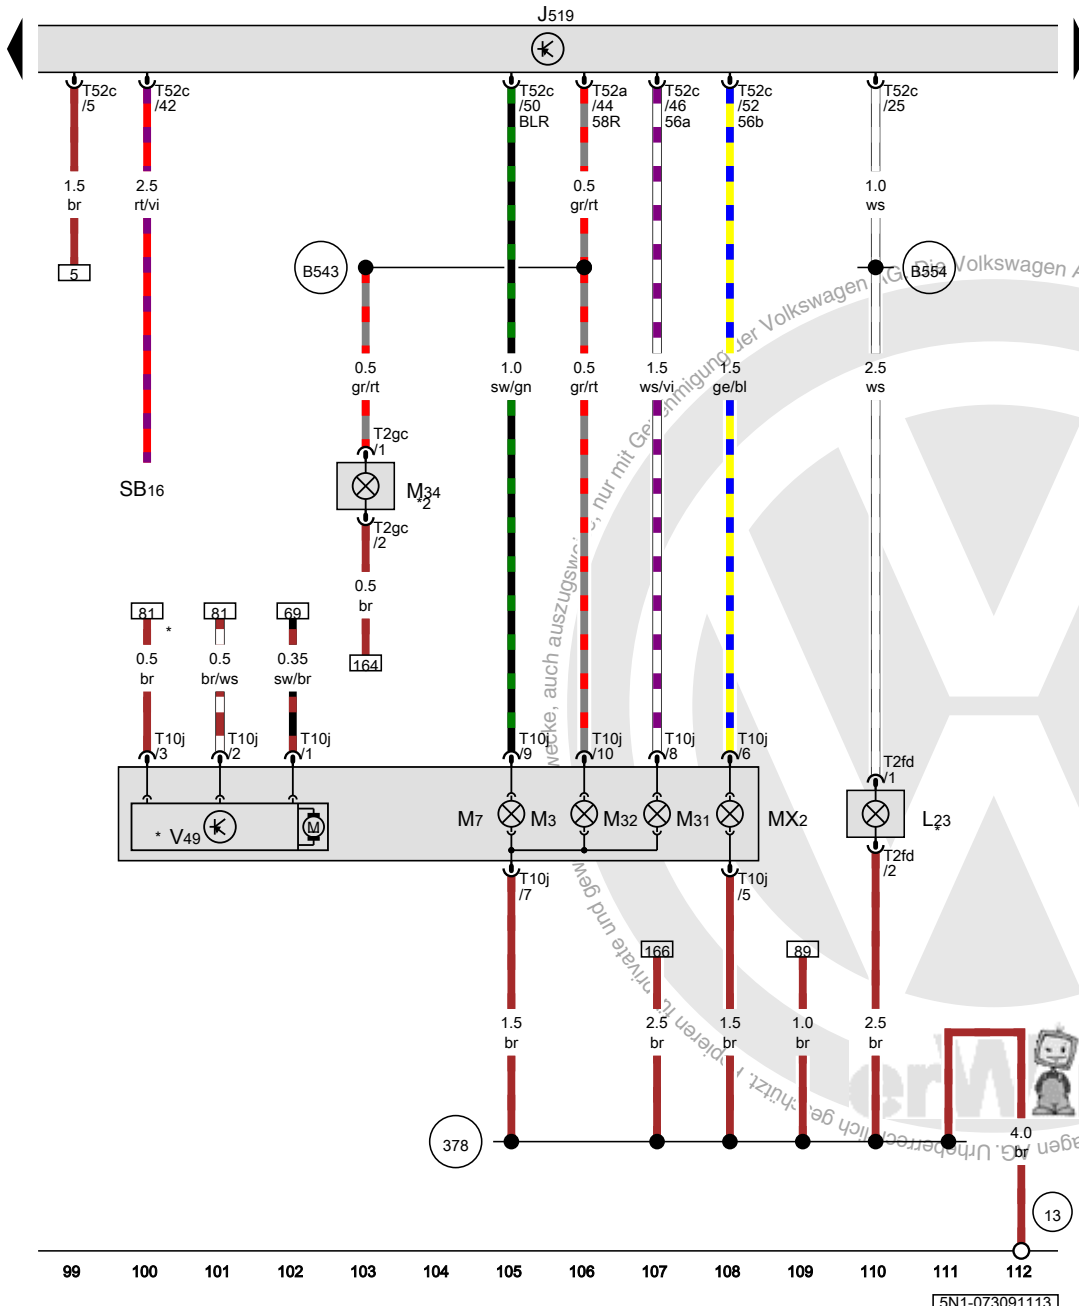 J519
T52c
/5
T52c
/42
T52c
/50
BLR
T52a
/44
58R
T52c
/46
56a
T52c
/52
56b
T52c
/25
1.5
br
2.5
rt/vi
0.5
gr/rt
1.0
ws
5
B543
B554
0.5
gr/rt
1.0
sw/gn
0.5
gr/rt
1.5
ws/vi
1.5
ge/bl
2.5
ws
T2gc
/1
SB16
M34
*2
T2gc
/2
0.5
br
164
81
*
81
69
0.5
br
0.5
br/ws
0.35
sw/br
T10j
/3
T10j
/2
T10j
/1
T10j
/9
T10j
/10
T10j
/8
T10j
/6
T2fd
/1
* V49
M
M7
M3
M32
M31
MX2
L23
*
T10j
/7
T10j
/5
T2fd
/2
166
89
1.5
br
2.5
br
1.5
br
1.0
br
2.5
br
4.0
br
378
13
99 100 101 102 103 104 105 106 107 108 109 110 111 112
5N1-073091113